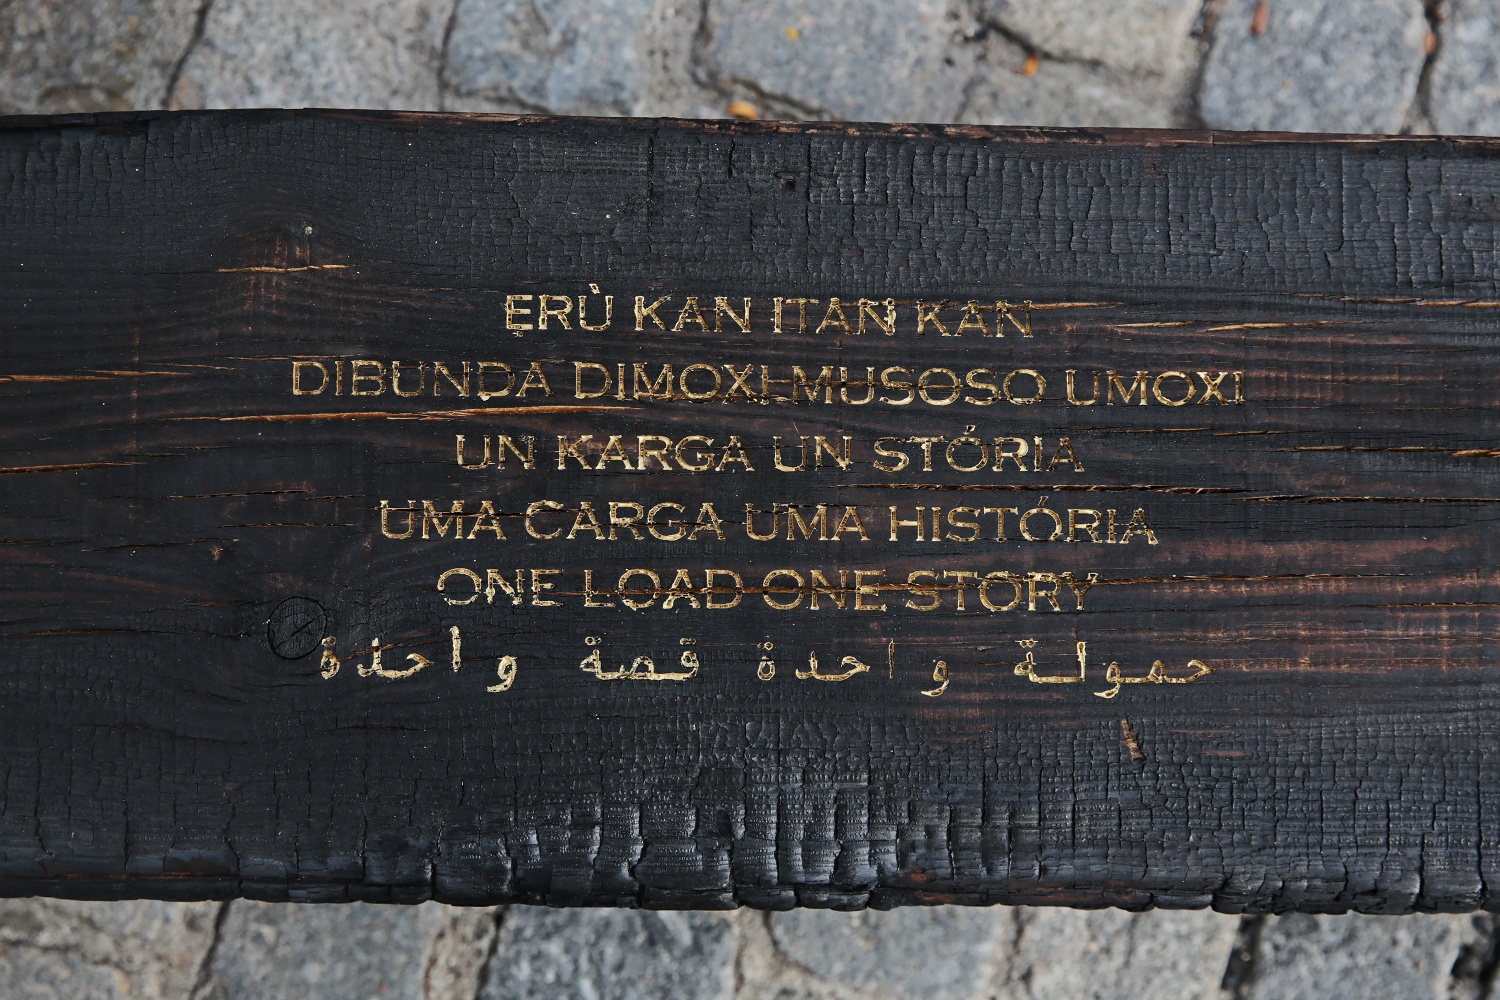 ẸRÙ KAN ITAN KAN
DIBUNDA DIMOXI MUSOSO UMOXI
UN KARGA UN STÓRIA
UMA CARGA UMA HISTÓRIA
ONE LOAD ONE STORY
حمولة واحدة قصة واحدة